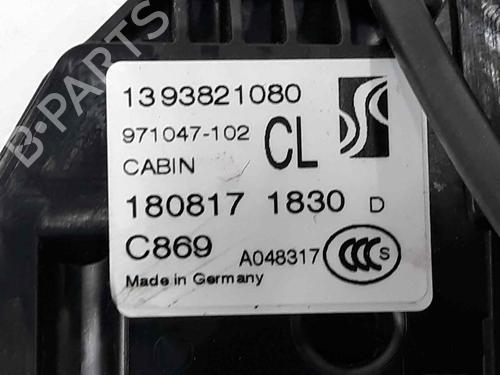 B-PARTS
1393821080
971047-102
CL
CABIN
180817 1830 D
C869
A048317
CCC S
Made in Germany